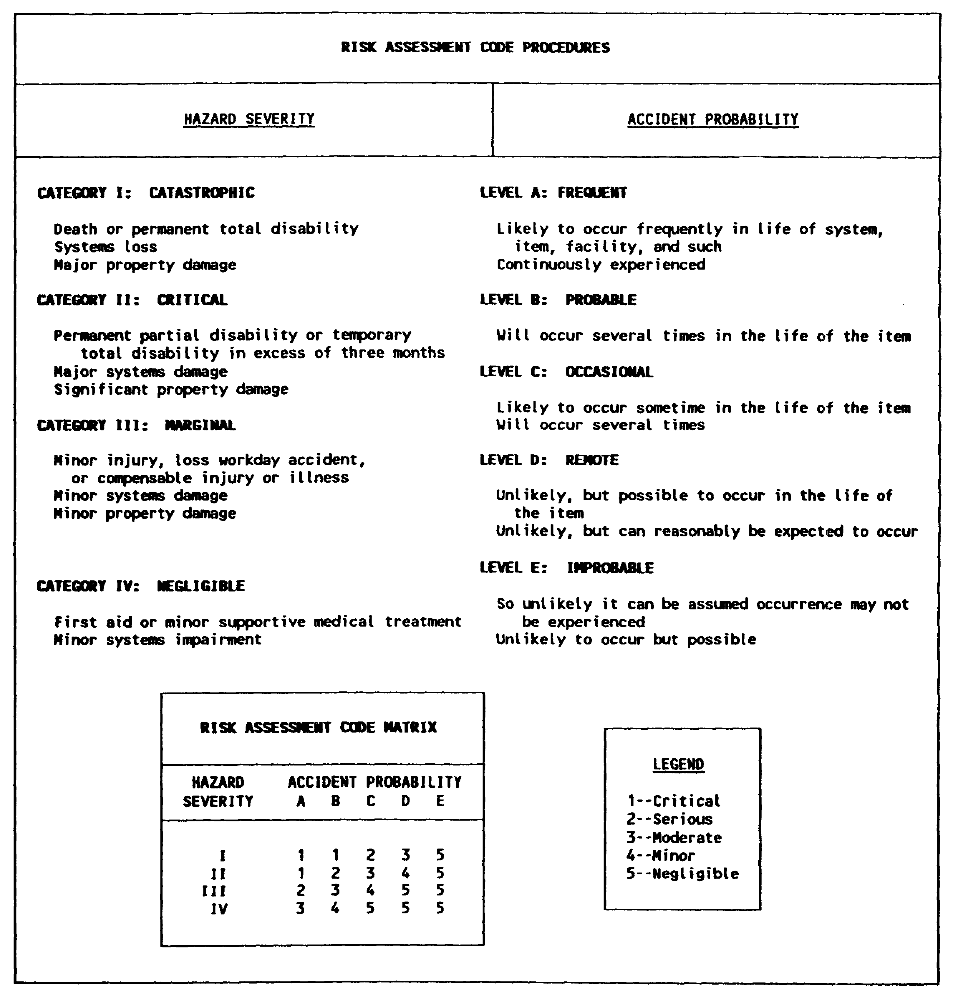 RISK ASSESSMENT CODE PROCEDURES
HAZARD SEVERITY
ACCIDENT PROBABILITY
CATEGORY I: CATASTROPHIC
Death or permanent total disability
Systems loss
Major property damage
CATEGORY II: CRITICAL
Permanent partial disability or temporary
total disability in excess of three months
Major systems damage
Significant property damage
CATEGORY III: MARGINAL
Minor injury, loss workday accident,
or compensable injury or illness
Minor systems damage
Minor property damage
CATEGORY IV: NEGLIGIBLE
First aid or minor supportive medical treatment
Minor systems impairment
LEVEL A: FREQUENT
Likely to occur frequently in life of system,
item, facility, and such
Continuously experienced
LEVEL B: PROBABLE
Will occur several times in the life of the item
LEVEL C: OCCASIONAL
Likely to occur sometime in the life of the item
Will occur several times
LEVEL D: REMOTE
Unlikely, but possible to occur in the life of
the item
Unlikely, but can reasonably be expected to occur
LEVEL E: IMPROBABLE
So unlikely it can be assumed occurrence may not
be experienced
Unlikely to occur but possible
RISK ASSESSMENT CODE MATRIX
HAZARD ACCIDENT PROBABILITY
SEVERITY A B C D E
I 1 1 2 3 5
II 1 2 3 4 5
III 2 3 4 5 5
IV 3 4 5 5 5
LEGEND
1--Critical
2--Serious
3--Moderate
4--Minor
5--Negligible